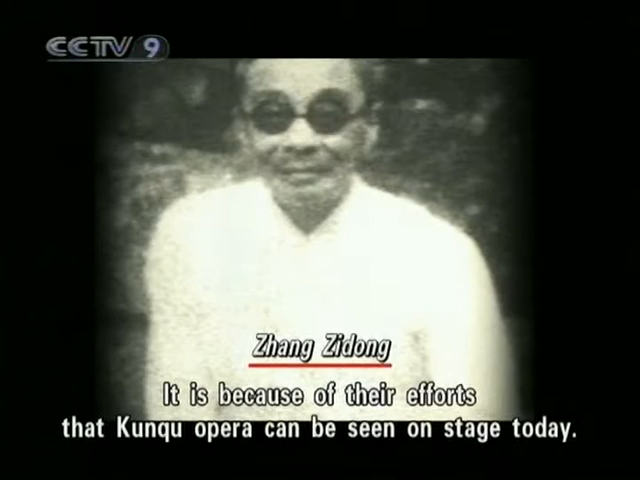 CCTV 9
Zhang Zidong
It is because of their efforts
that Kunqu opera can be seen on stage today.